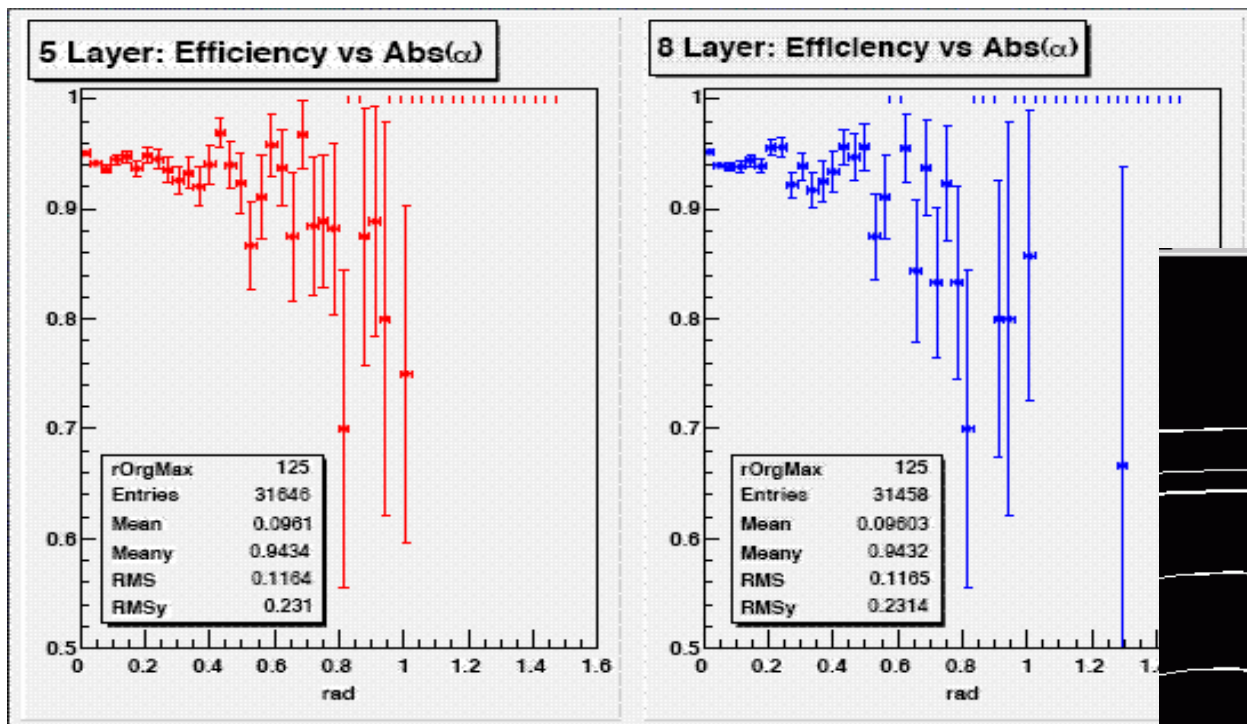 5 Layer: Efficiency vs Abs(α)
1
0.9
0.8
0.7
0.6
0.5
rOrgMax 125
Entries 31646
Mean 0.0961
Meany 0.9434
RMS 0.1164
RMSy 0.231
0 0.2 0.4 0.6 0.8 1 1.2 1.4 1.6
rad
8 Layer: Efficiency vs Abs(α)
1
0.9
0.8
0.7
0.6
0.5
rOrgMax 125
Entries 31458
Mean 0.09603
Meany 0.9432
RMS 0.1165
RMSy 0.2314
0 0.2 0.4 0.6 0.8 1 1.2
rad